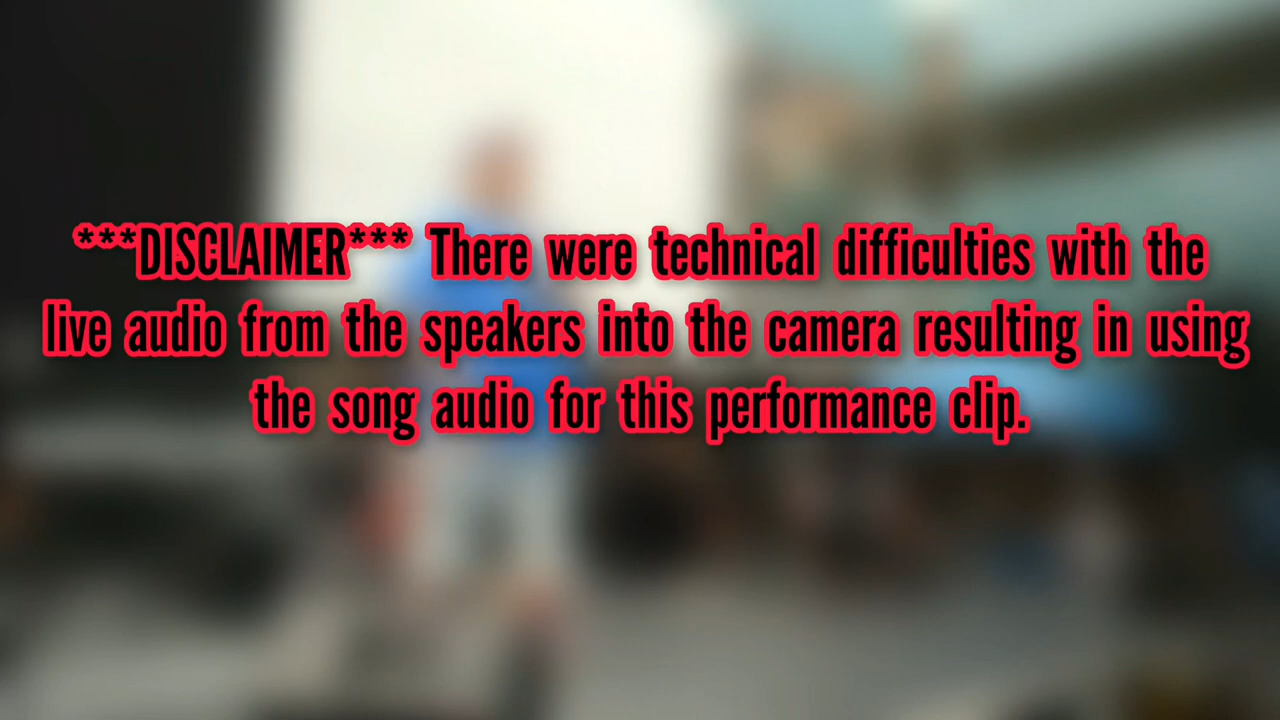 ***DISCLAIMER*** There were technical difficulties with the
live audio from the speakers into the camera resulting in using
the song audio for this performance clip.